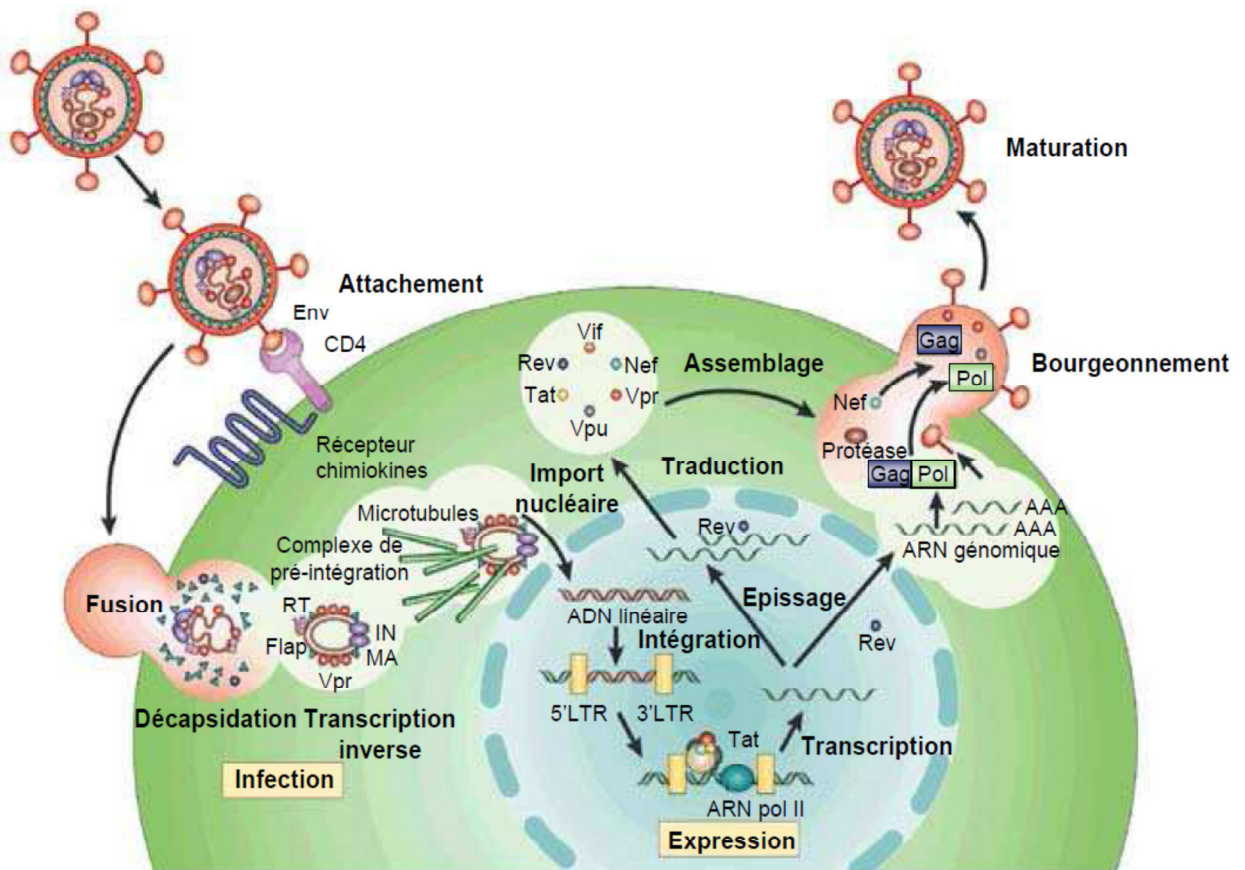 Maturation
Attachement
Env
CD4
Récepteur
chimiokines
Vif
Rev
Nef
Tat
Vpr
Vpu
Assemblage
Gag
Pol
Bourgeonnement
Nef
Protéase
Gag Pol
AAA
AAA
ARN génomique
Import
nucléaire
Traduction
Microtubules
Complexe de
pré-intégration
Rev
Fusion
RT
Flap
IN
MA
Vpr
ADN linéaire
Intégration
Epissage
Rev
5'LTR
3'LTR
Décapsidation
Transcription
inverse
Infection
Tat
Transcription
ARN pol II
Expression